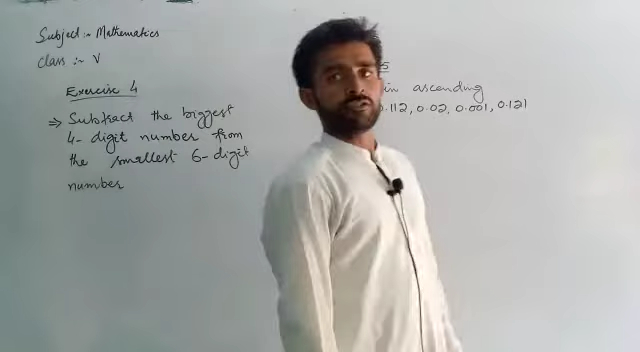 Subject :- Mathematics
Class :- V
Exercise 4
⇒ Subtract the biggest
4- digit number from
the smallest 6- digit
number
5
in ascending
0.112, 0.02, 0.001, 0.121